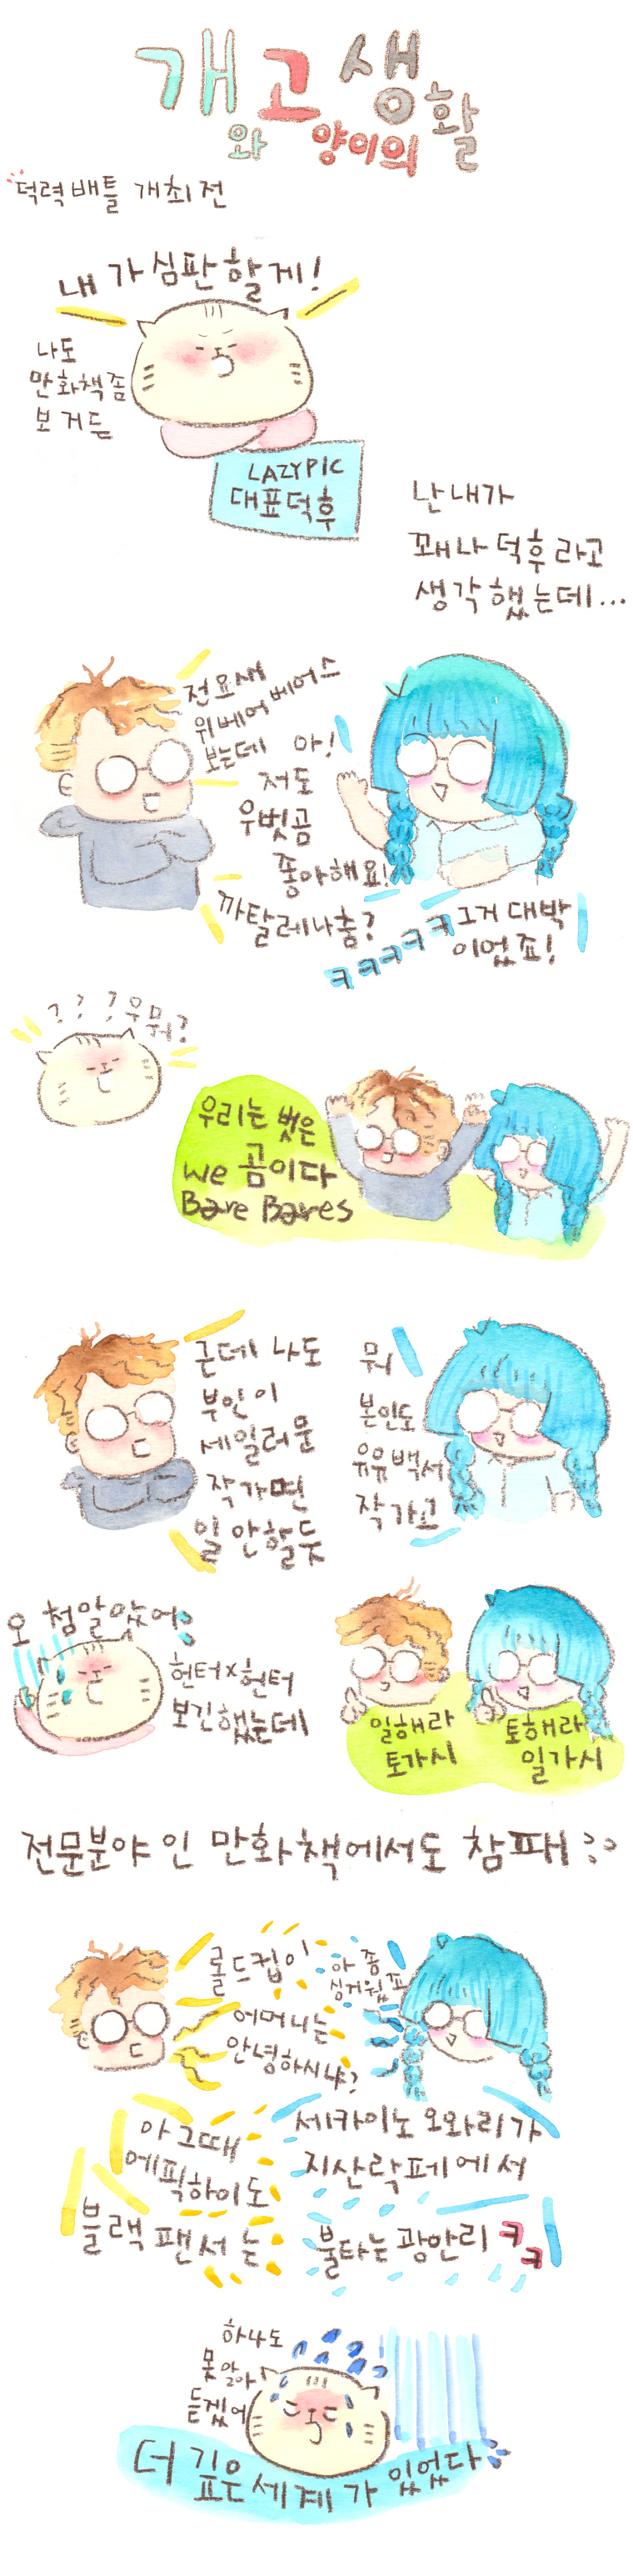 개와 고양이의 생활
덕력배틀 개최전
내가 심판할게!
나도
만화책좀
보거든
LAZYPIC
대표덕후
난 내가
꽤나 덕후라고
생각했는데...
전 요새
위베어 베어스
보는데
아!
저도
우벗곰
좋아해요!
까탈레나춤?
ㅋㅋㅋㅋㅋ그거 대박
이었죠!
? ? ? 우 뭐?
우리는 벗은
we 곰이다
Bare Bares
근데 나도
부인이
세일러문
작가면
일 안할듯
뭐
본인도
유유백서
작가고
오 첨알았어
헌터x헌터
보긴했는데
일해라
토가시
토해라
일가시
전문분야인 만화책에서도 참패
롤드컵이
아 좀
싱거웠죠
어머니는
안녕하시냐?
아 그때
에픽하이도
세카이노 오와리가
지산락페에서
블랙 팬서는
불타는 광안리 ㅋㅋ
하나도
못알아
듣겠어
더 깊은 세계가 있었다